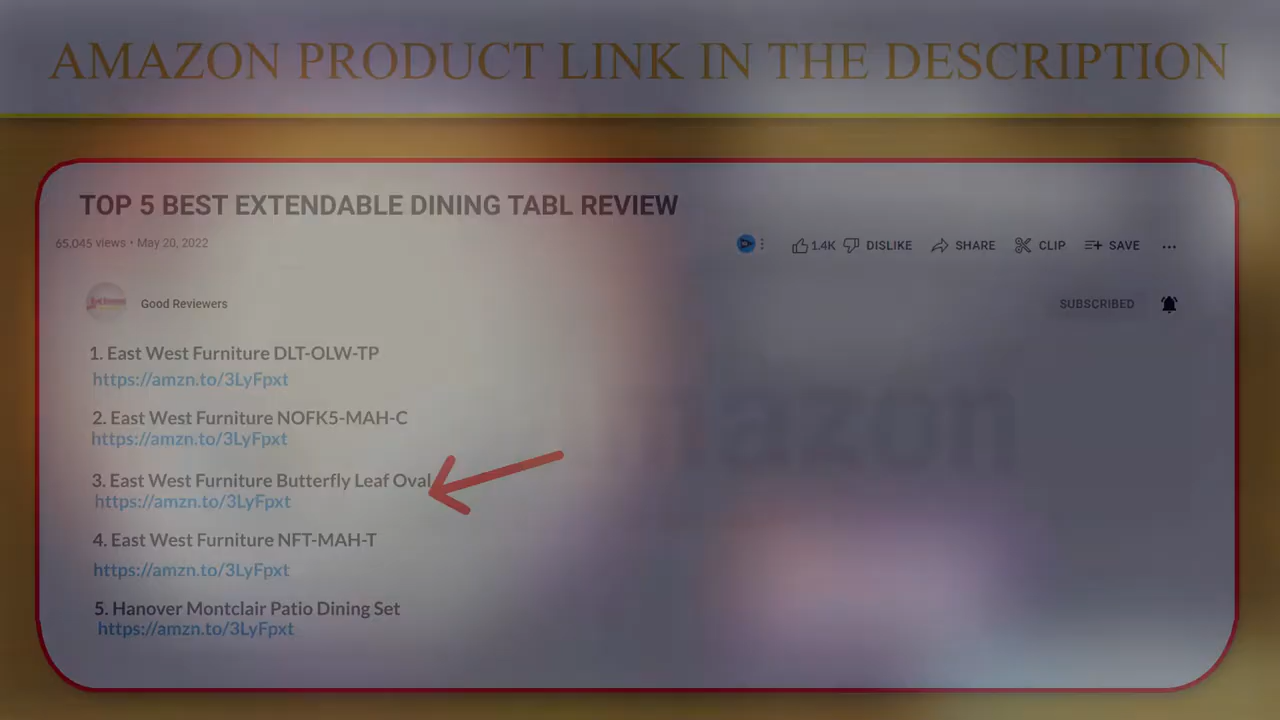 AMAZON PRODUCT LINK IN THE DESCRIPTION
TOP 5 BEST EXTENDABLE DINING TABL REVIEW
65,045 views • May 20, 2022
1.4K DISLIKE SHARE CLIP SAVE ...
Good Reviewers
SUBSCRIBED
1. East West Furniture DLT-OLW-TP
https://amzn.to/3LyFpxt
2. East West Furniture NOFK5-MAH-C
https://amzn.to/3LyFpxt
3. East West Furniture Butterfly Leaf Oval
https://amzn.to/3LyFpxt
4. East West Furniture NFT-MAH-T
https://amzn.to/3LyFpxt
5. Hanover Montclair Patio Dining Set
https://amzn.to/3LyFpxt
amazon